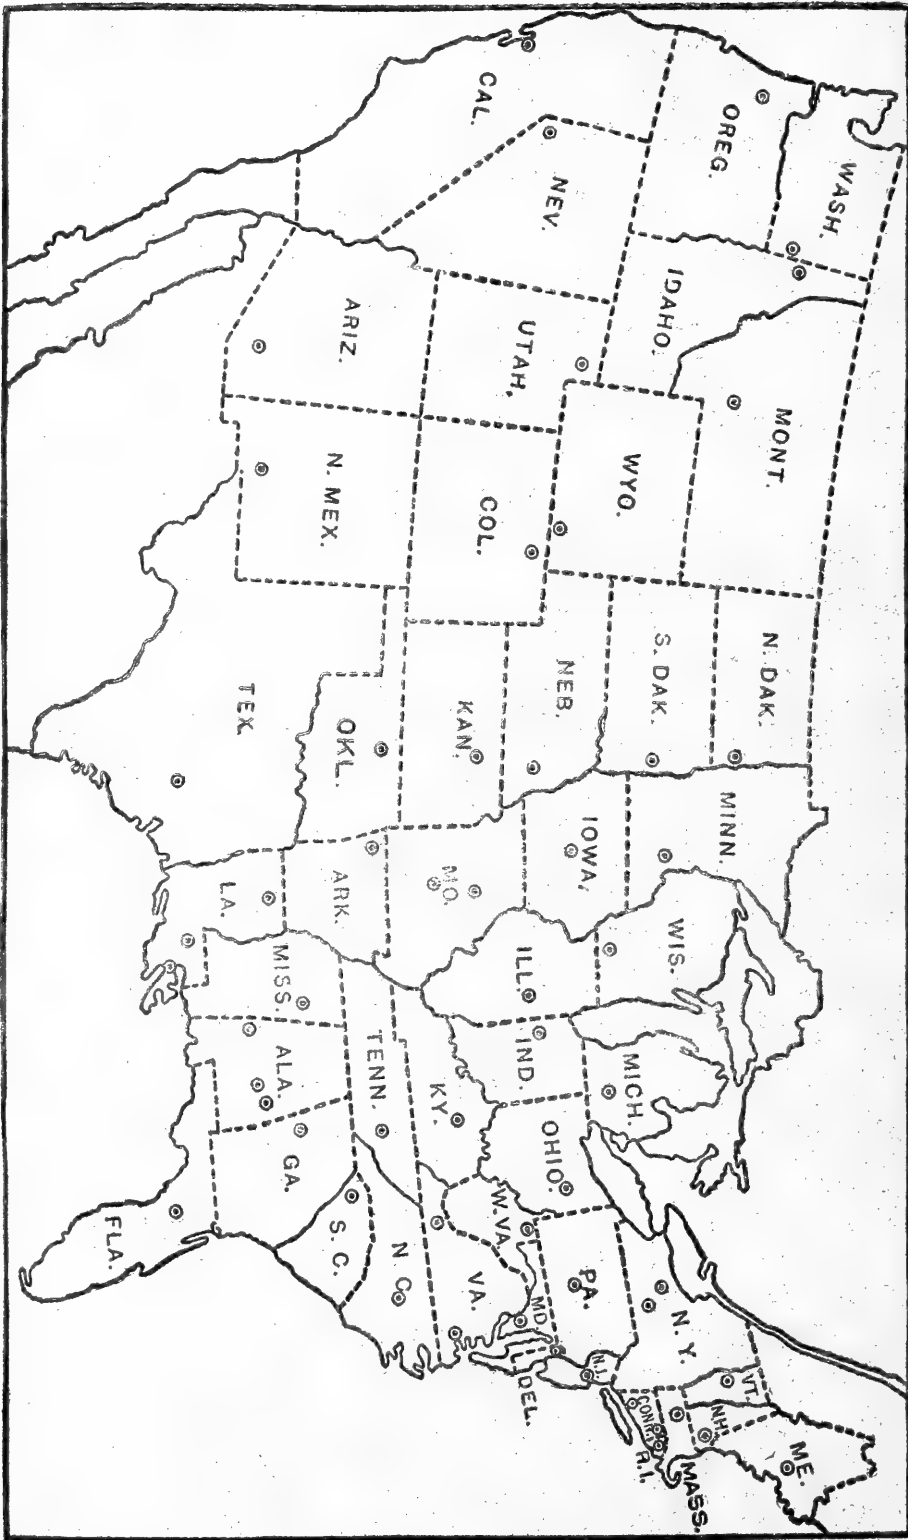 WASH.
OREG.
CAL.
NEV.
IDAHO.
MONT.
WYO.
UTAH,
ARIZ.
COL.
N. MEX.
N. DAK.
S. DAK.
NEB.
KAN.
OKL.
TEX.
MINN.
IOWA,
MO.
ARK.
LA.
WIS.
ILL.
MICH.
IND.
OHIO.
KY.
TENN.
MISS.
ALA.
GA.
FLA.
S. C.
N. C.
VA.
W. VA.
MD.
DEL.
PA.
N.J.
N. Y.
CONN.
R.I.
MASS.
VT.
N.H.
ME.